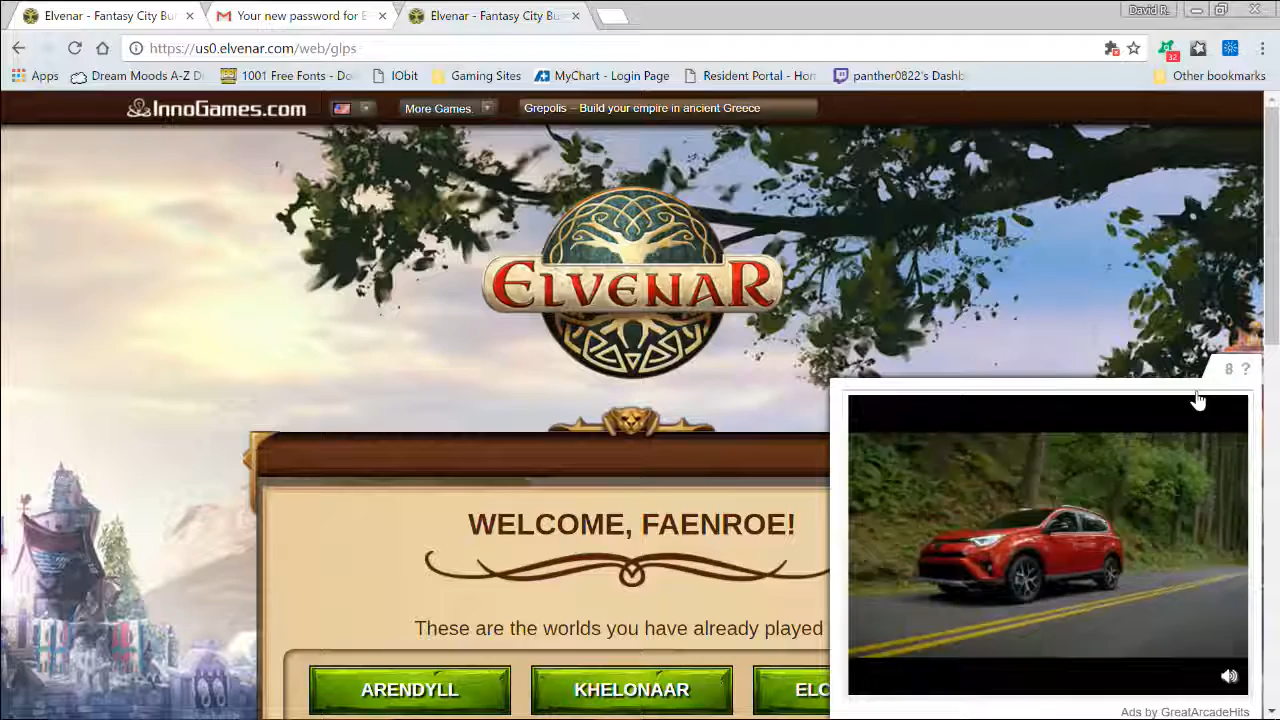 Elvenar - Fantasy City Bu
Your new password for E
Elvenar - Fantasy City Bu
David R.
https://us0.elvenar.com/web/glps
32
Apps
Dream Moods A-Z D
1001 Free Fonts - Do
IObit
Gaming Sites
MyChart - Login Page
Resident Portal - Hom
panther0822's Dashb
Other bookmarks
InnoGames.com
More Games.
Grepolis – Build your empire in ancient Greece
ELVENAR
8 ?
WELCOME, FAENROE!
These are the worlds you have already played
ARENDYLL
KHELONAAR
ELC
Ads by GreatArcadeHits